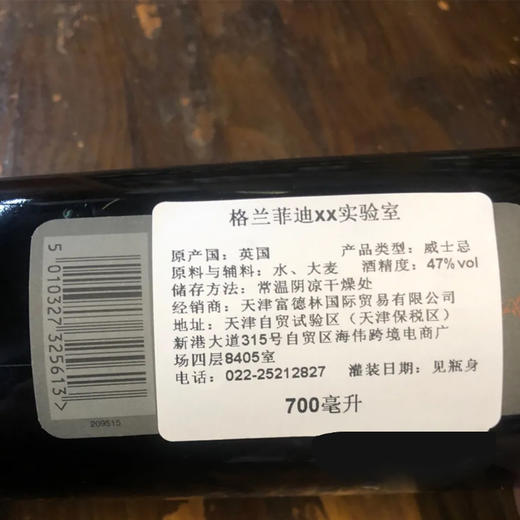 格兰菲迪xx实验室
原产国：英国 产品类型：威士忌
原料与辅料：水、大麦 酒精度：47%vol
储存方法：常温阴凉干燥处
经销商：天津富德林国际贸易有限公司
地址：天津自贸试验区（天津保税区）
新港大道315号自贸区海伟跨境电商广
场四层8405室
电话：022-25212827 灌装日期：见瓶身
700毫升
5 010327 325613 >
209515